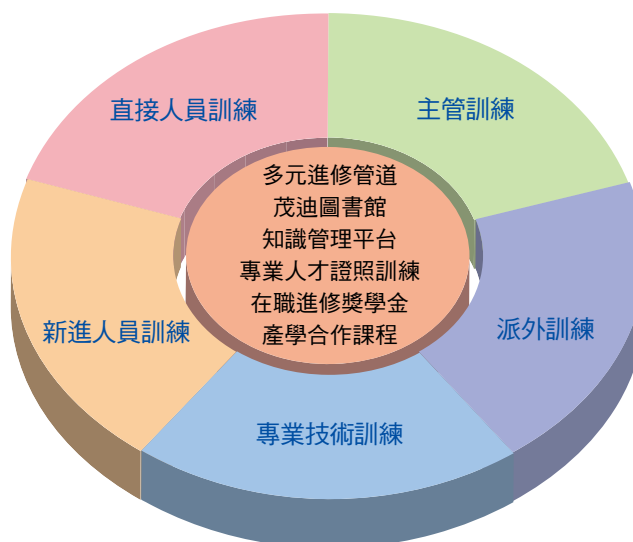 直接人員訓練
主管訓練
多元進修管道
茂迪圖書館
知識管理平台
專業人才證照訓練
在職進修獎學金
產學合作課程
新進人員訓練
派外訓練
專業技術訓練